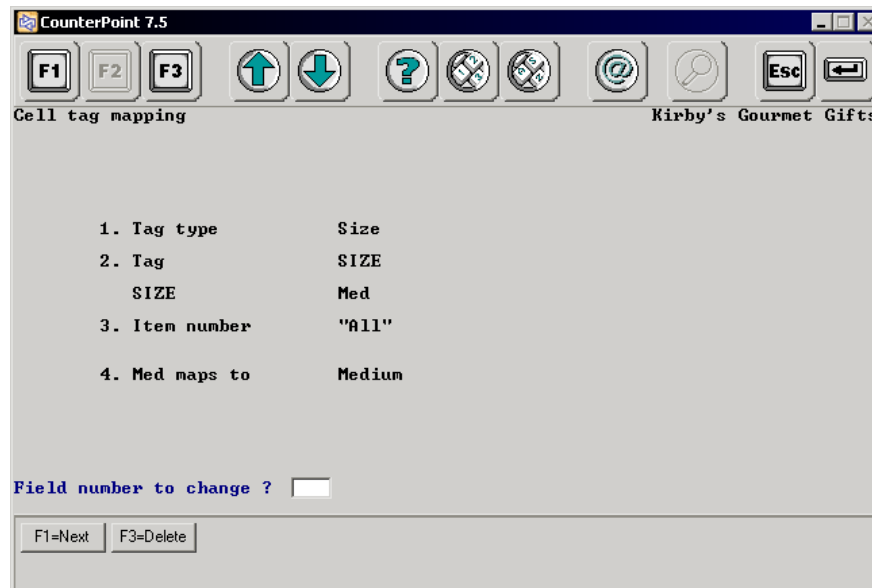 CounterPoint 7.5
F1 F2 F3 ? @ Esc
Cell tag mapping Kirby's Gourmet Gifts
1. Tag type Size
2. Tag SIZE
SIZE Med
3. Item number "All"
4. Med maps to Medium
Field number to change ?
F1=Next F3=Delete